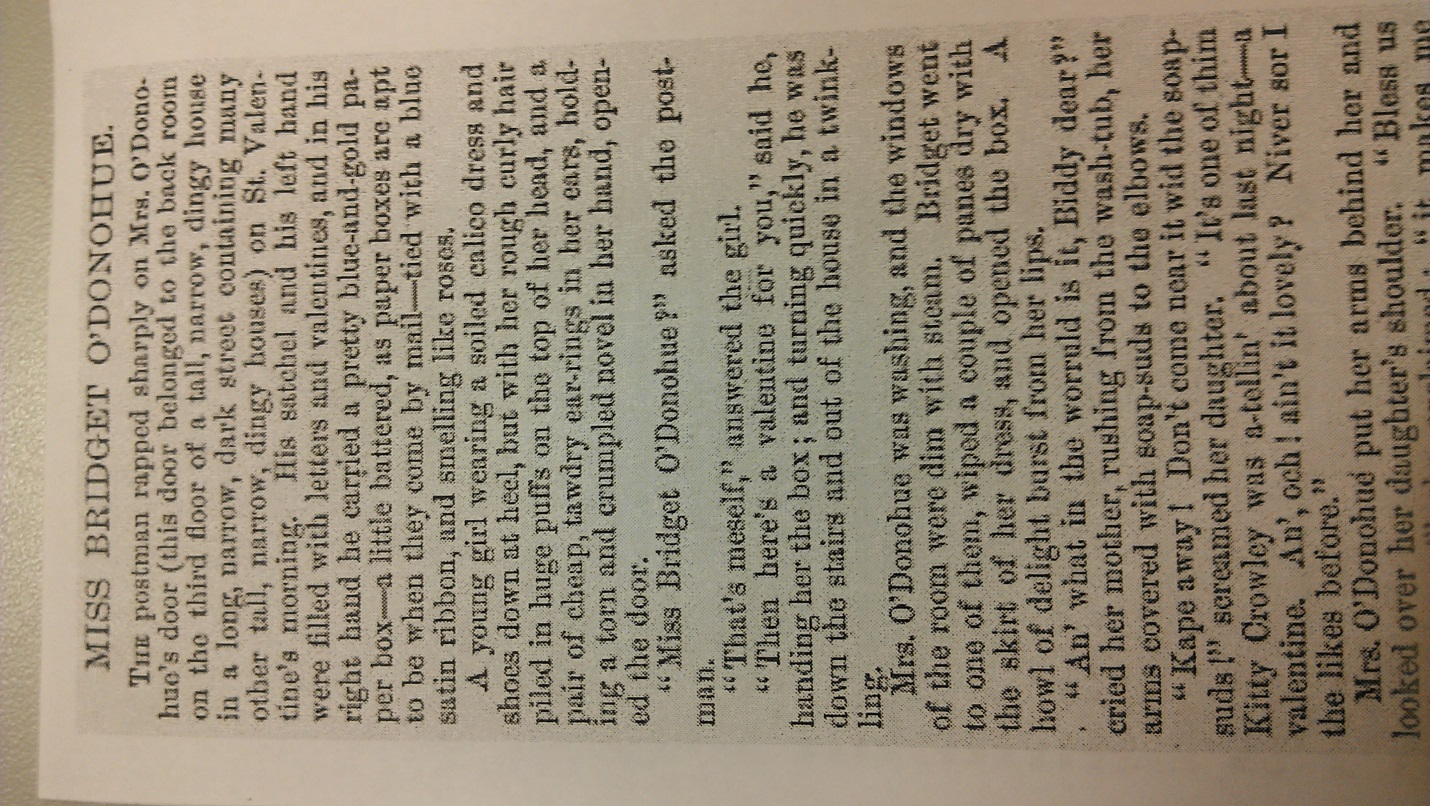 MISS BRIDGET O'DONOHUE.
THE postman rapped sharply on Mrs. O'Dono-
hue's door (this door belonged to the back room
on the third floor of a tall, narrow, dingy house
in a long, narrow, dark street containing many
other tall, narrow, dingy houses) on St. Valen-
tine's morning. His satchel and his left hand
were filled with letters and valentines, and in his
right hand he carried a pretty blue-and-gold pa-
per box—a little battered, as paper boxes are apt
to be when they come by mail—tied with a blue
satin ribbon, and smelling like roses.
A young girl wearing a soiled calico dress and
shoes down at heel, but with her rough curly hair
piled in huge puffs on the top of her head, and a
pair of cheap, tawdry ear-rings in her ears, hold-
ing a torn and crumpled novel in her hand, open-
ed the door.
"Miss Bridget O'Donohue?" asked the post-
man.
"That's meself," answered the girl.
"Then here's a valentine for you," said he,
handing her the box; and turning quickly, he was
down the stairs and out of the house in a twink-
ling.
Mrs. O'Donohue was washing, and the windows
of the room were dim with steam. Bridget went
to one of them, wiped a couple of panes dry with
the skirt of her dress, and opened the box. A
howl of delight burst from her lips.
"An' what in the worruld is it, Biddy dear?"
cried her mother, rushing from the wash-tub, her
arms covered with soap-suds to the elbows.
"Kape away! Don't come near it wid the soap-
suds!" screamed her daughter. "It's one of thim
Kitty Crowley was a-tellin' about last night—a
valentine. An', och! ain't it lovely? Niver sor I
the likes before."
Mrs. O'Donohue put her arms behind her and
looked over her daughter's shoulder. "Bless us
"it makes me